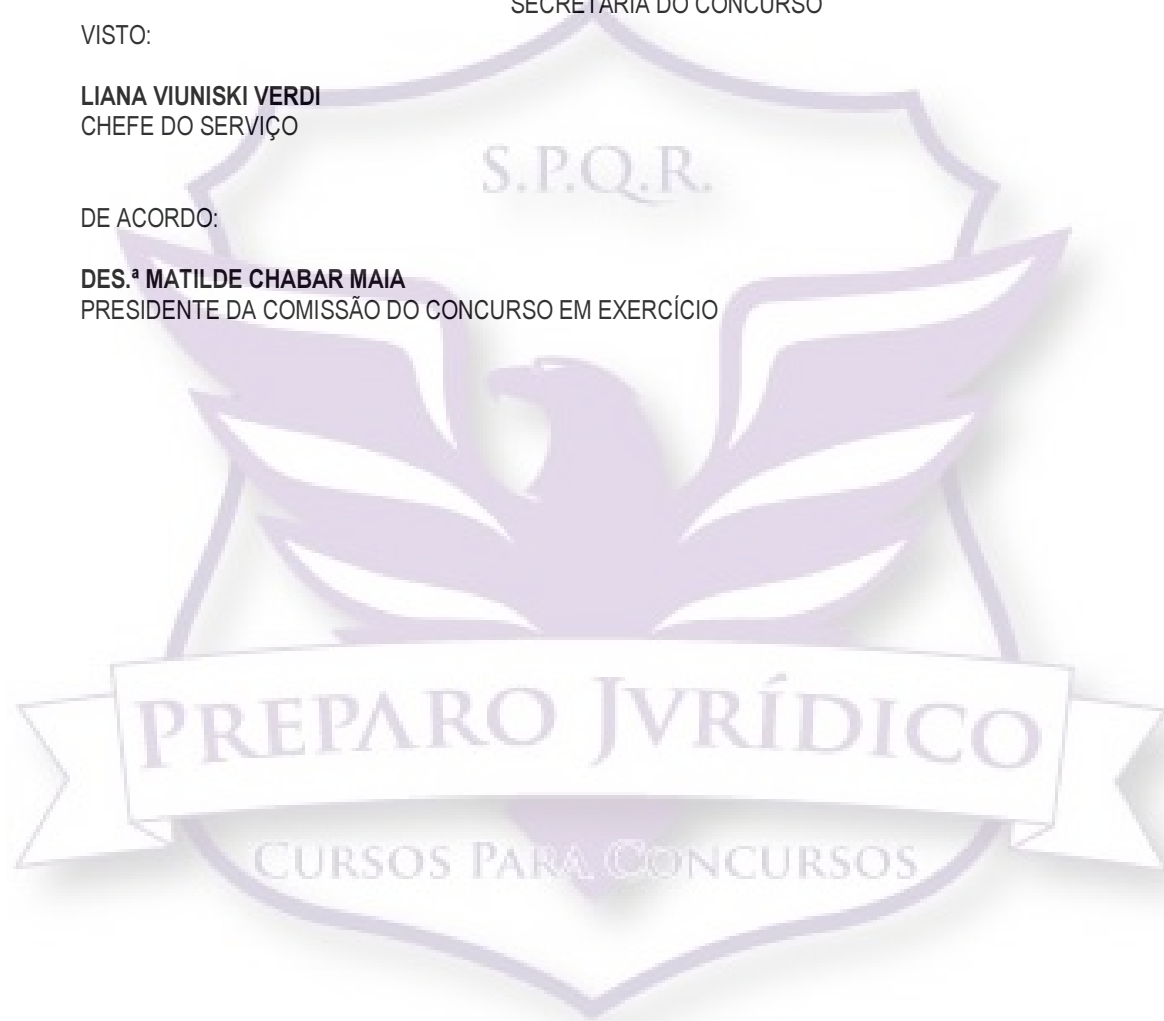 SECRETÁRIA DO CONCURSO
VISTO:
LIANA VIUNISKI VERDI
CHEFE DO SERVIÇO
S.P.Q.R.
DE ACORDO:
DES.ª MATILDE CHABAR MAIA
PRESIDENTE DA COMISSÃO DO CONCURSO EM EXERCÍCIO
PREPARO JVRÍDICO
CURSOS PARA CONCURSOS